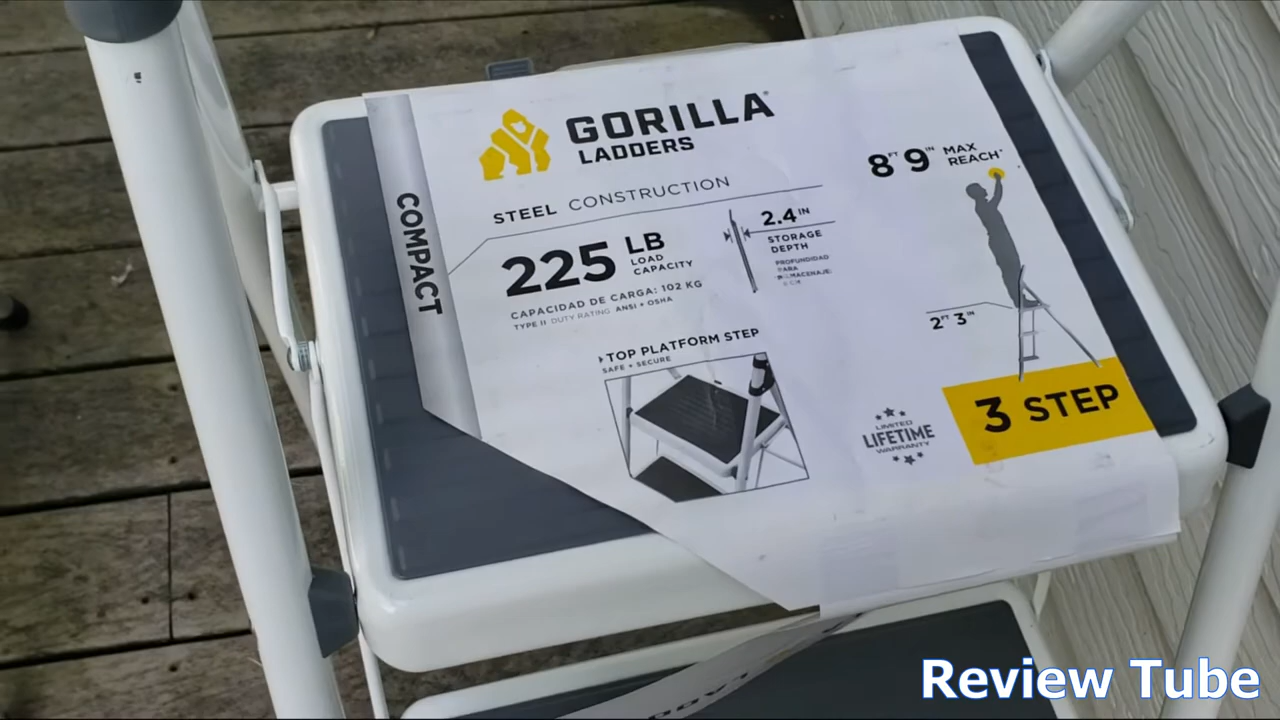 GORILLA®
LADDERS
COMPACT
STEEL CONSTRUCTION
225 LB
LOAD
CAPACITY
CAPACIDAD DE CARGA: 102 KG
TYPE II DUTY RATING ANSI + OSHA
2.4 IN
STORAGE
DEPTH
PROFUNDIDAD
PARA
TOP PLATFORM STEP
SAFE + SECURE
8 FT 9 IN MAX
REACH
2 FT 3 IN
3 STEP
LIMITED
LIFETIME
WARRANTY
Review Tube